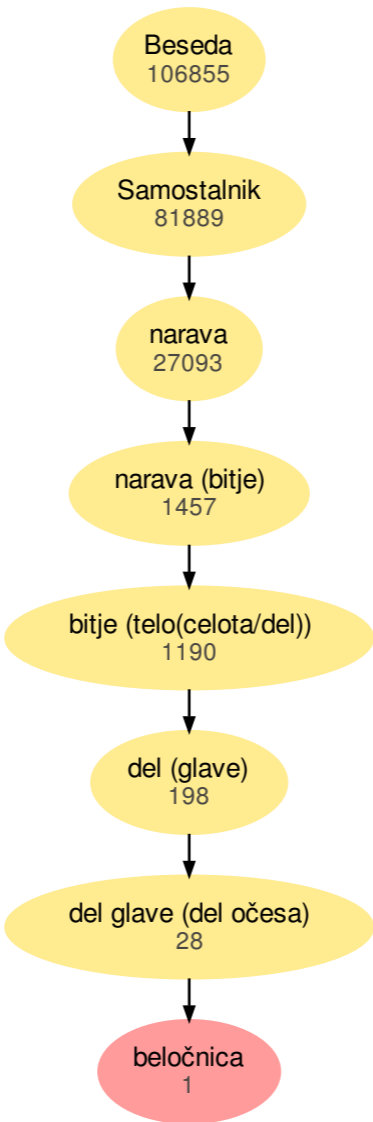 Beseda
106855
Samostalnik
81889
narava
27093
narava (bitje)
1457
bitje (telo(celota/del))
1190
del (glave)
198
del glave (del očesa)
28
beločnica
1